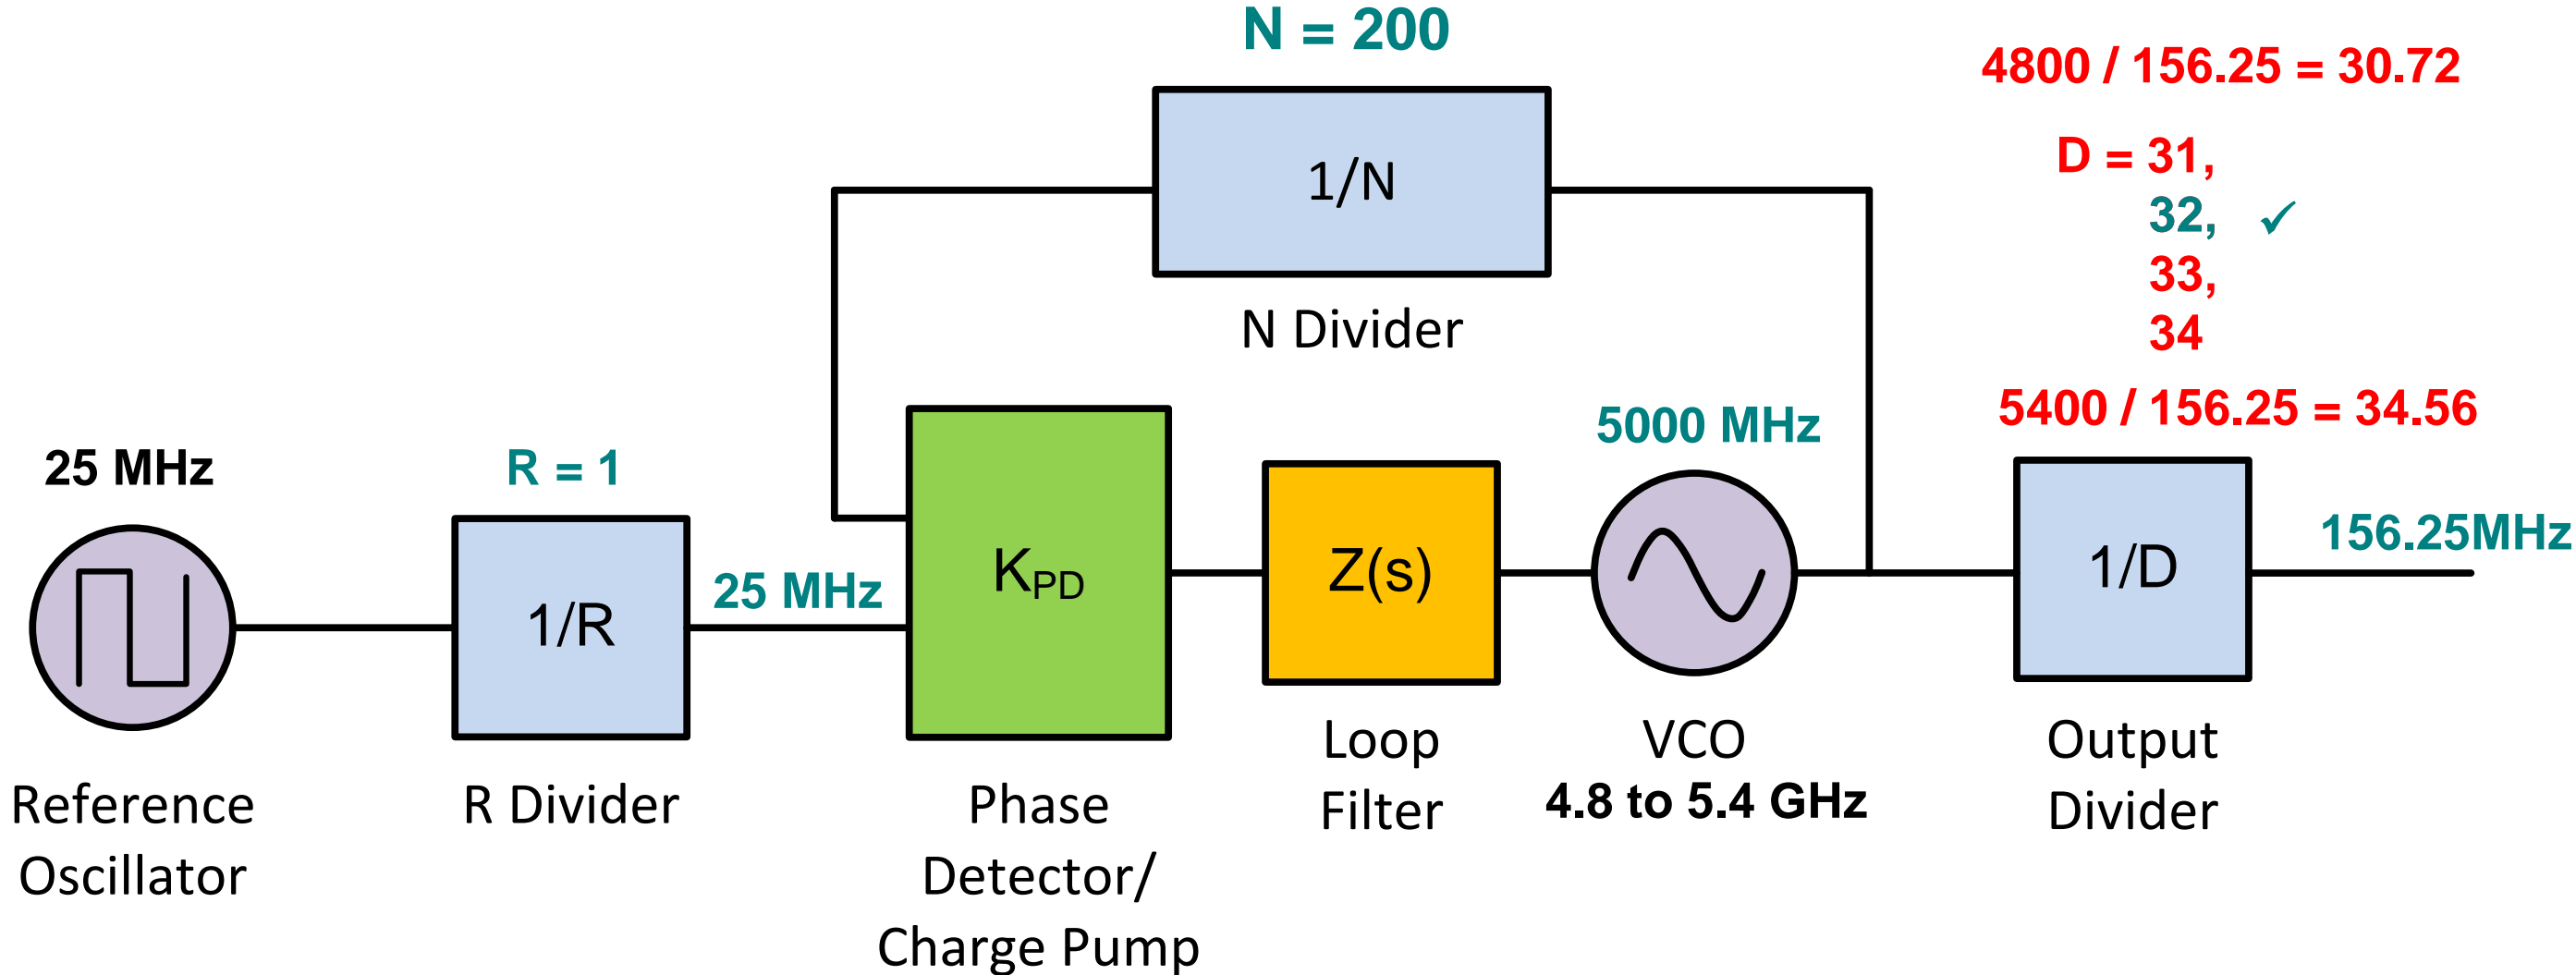 N = 200
4800 / 156.25 = 30.72
D = 31,
32, ✓
33,
34
5400 / 156.25 = 34.56
1/N
N Divider
5000 MHz
25 MHz
R = 1
156.25MHz
K_PD
Z(s)
1/D
25 MHz
1/R
Reference
Oscillator
R Divider
Phase
Detector/
Charge Pump
Loop
Filter
VCO
4.8 to 5.4 GHz
Output
Divider